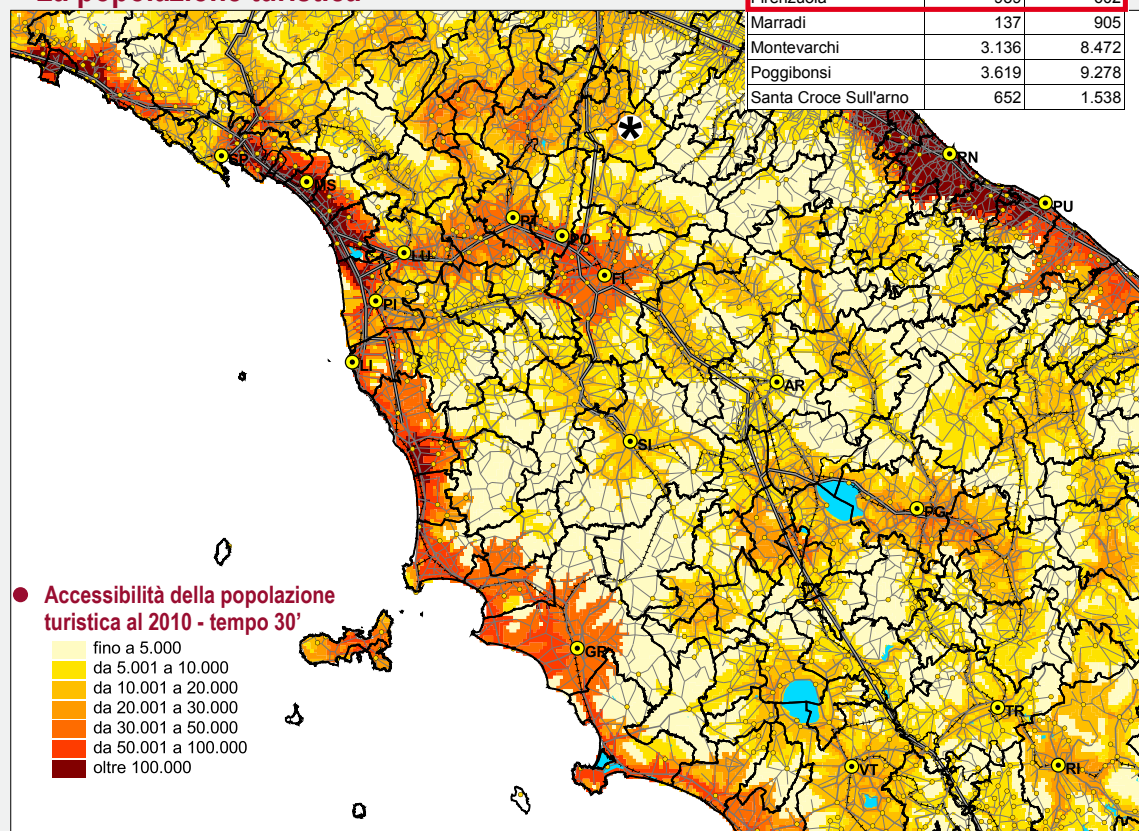 La popolazione turistica
Firenzuola
Marradi 137 905
Montevarchi 3.136 8.472
Poggibonsi 3.619 9.278
Santa Croce Sull'arno 652 1.538
*
RN
SP
MS
PU
PT
PO
LU
FI
PI
LI
AR
SI
PG
● Accessibilità della popolazione
turistica al 2010 - tempo 30’
fino a 5.000
da 5.001 a 10.000
da 10.001 a 20.000
da 20.001 a 30.000
da 30.001 a 50.000
da 50.001 a 100.000
oltre 100.000
GR
TR
VT
RI